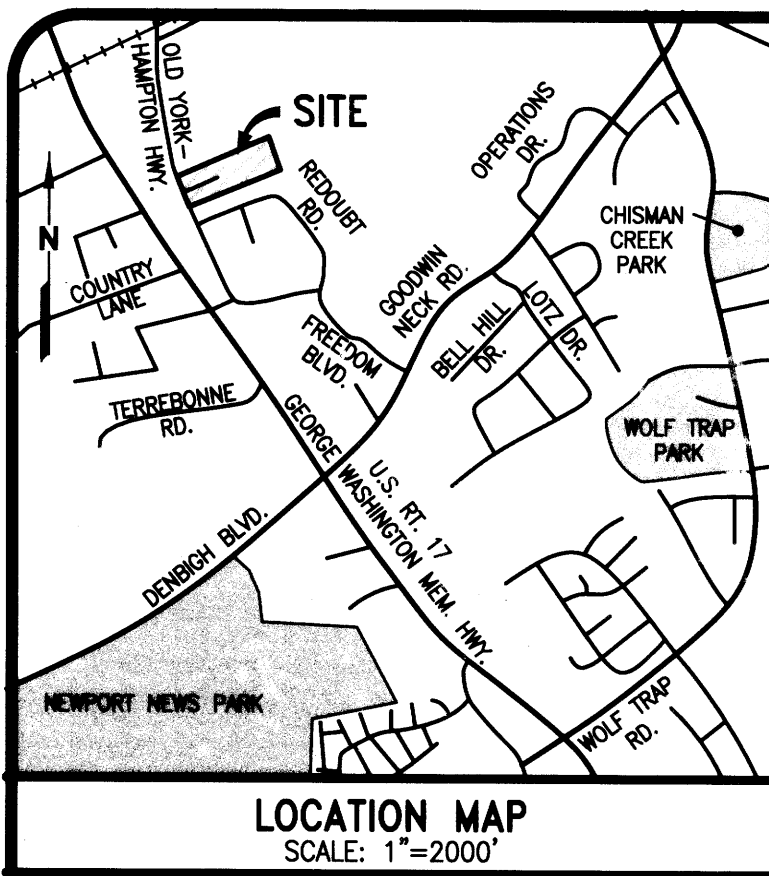 OLD YORK-
HAMPTON HWY.
SITE
REDOUBT
RD.
OPERATIONS
DR.
CHISMAN
CREEK
PARK
N
COUNTRY
LANE
GOODWIN
NECK RD.
FREEDOM
BLVD.
BELL HILL
DR.
LOTZ DR.
TERREBONNE
RD.
WOLF TRAP
PARK
GEORGE WASHINGTON MEM. HWY.
U.S. RT. 17
DENBIGH BLVD.
NEWPORT NEWS PARK
WOLF TRAP
RD.
LOCATION MAP
SCALE: 1"=2000'